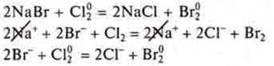 2NaBr + Cl₂⁰ = 2NaCl + Br₂⁰
2Na⁺ + 2Br⁻ + Cl₂ = 2Na⁺ + 2Cl⁻ + Br₂
2Br⁻ + Cl₂⁰ = 2Cl⁻ + Br₂⁰